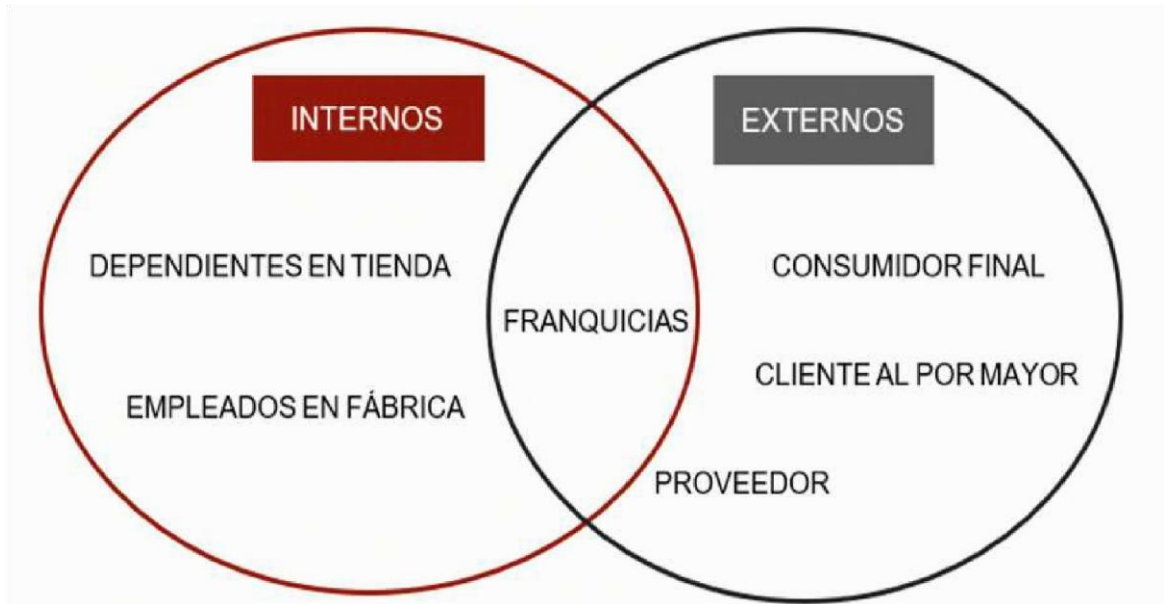 INTERNOS
EXTERNOS
DEPENDIENTES EN TIENDA
CONSUMIDOR FINAL
FRANQUICIAS
CLIENTE AL POR MAYOR
EMPLEADOS EN FÁBRICA
PROVEEDOR